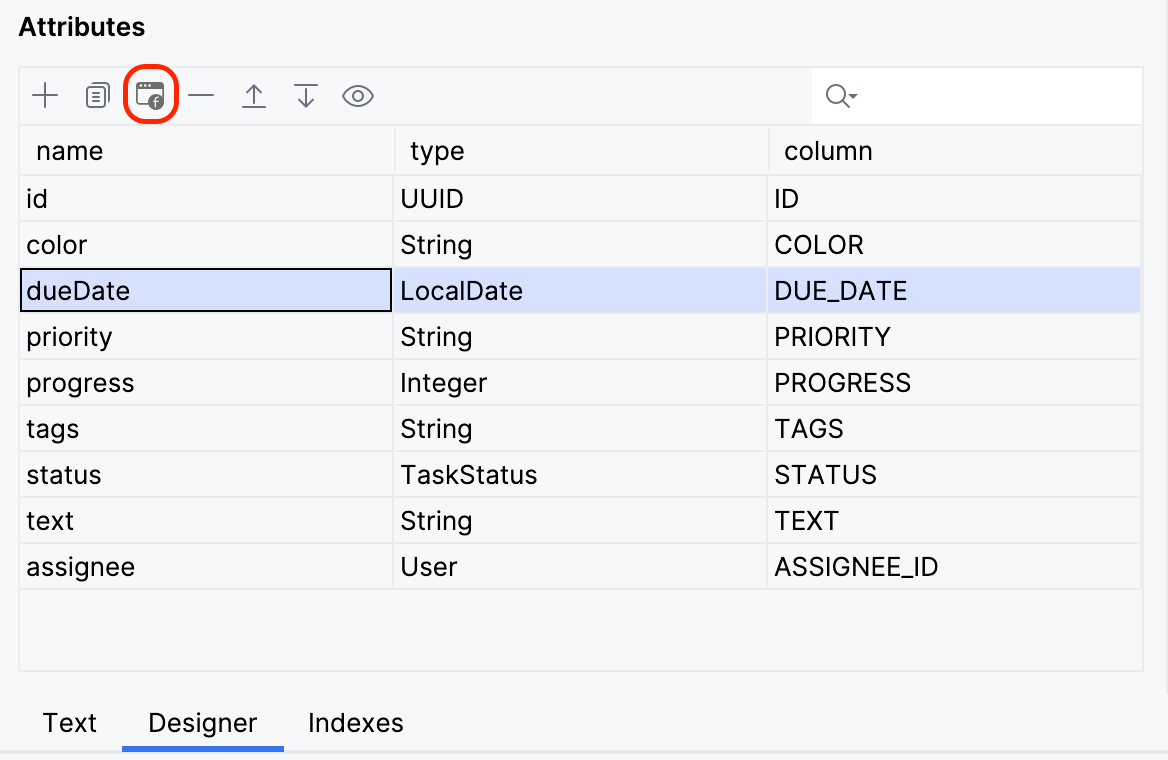 Attributes
name type column
id UUID ID
color String COLOR
dueDate LocalDate DUE_DATE
priority String PRIORITY
progress Integer PROGRESS
tags String TAGS
status TaskStatus STATUS
text String TEXT
assignee User ASSIGNEE_ID
Text Designer Indexes